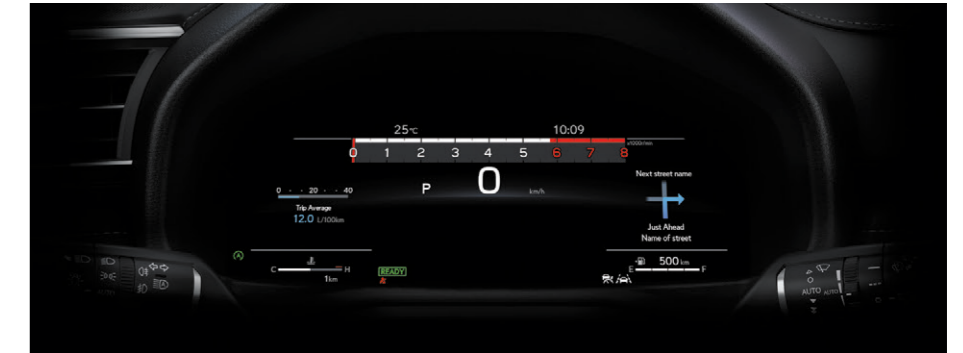 25°C 10:09
0 1 2 3 4 5 6 7 8
x1000r/min
P 0 km/h
0 20 40
Trip Average
12.0 L/100km
Next street name
Just Ahead
Name of street
C H
1km
READY
500 km
E F
AUTO AUTO